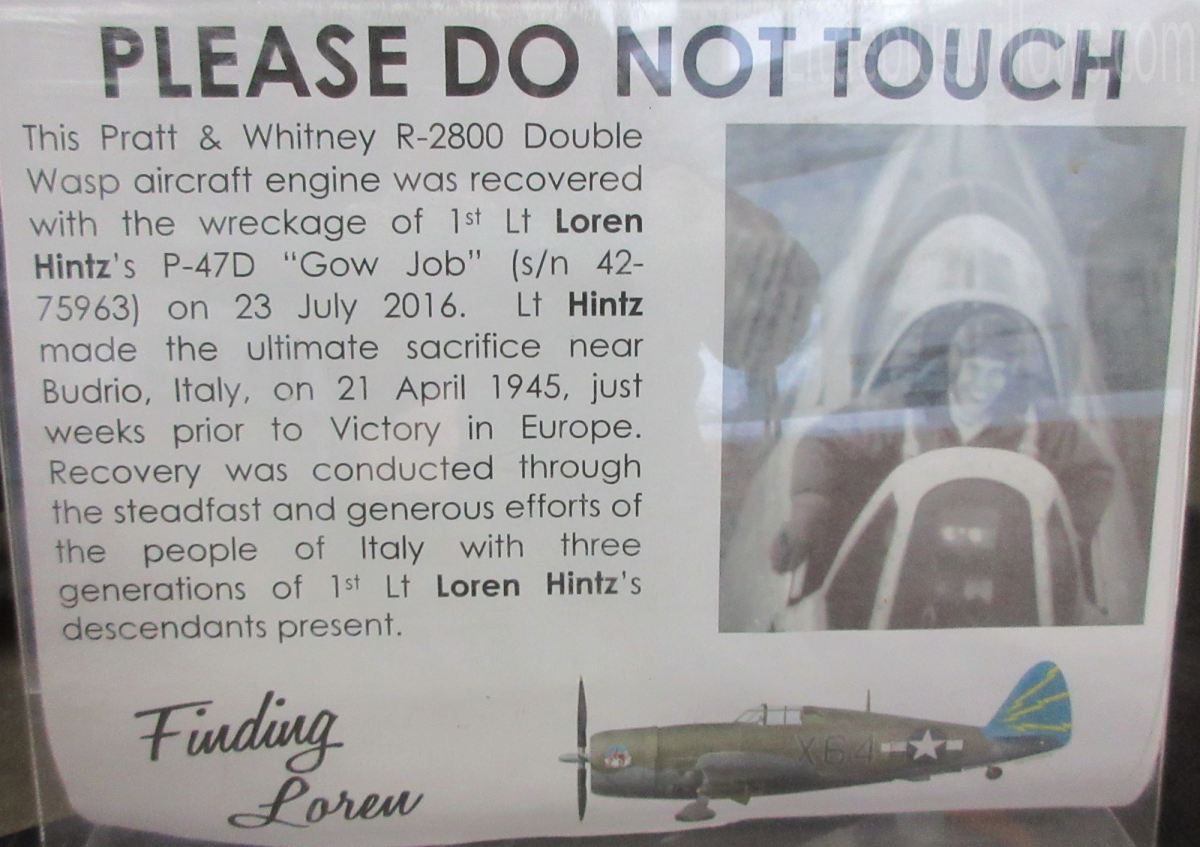 PLEASE DO NOT TOUCH
This Pratt & Whitney R-2800 Double
Wasp aircraft engine was recovered
with the wreckage of 1st Lt Loren
Hintz's P-47D "Gow Job" (s/n 42-
75963) on 23 July 2016. Lt Hintz
made the ultimate sacrifice near
Budrio, Italy, on 21 April 1945, just
weeks prior to Victory in Europe.
Recovery was conducted through
the steadfast and generous efforts of
the people of Italy with three
generations of 1st Lt Loren Hintz's
descendants present.
Finding
Loren
X64